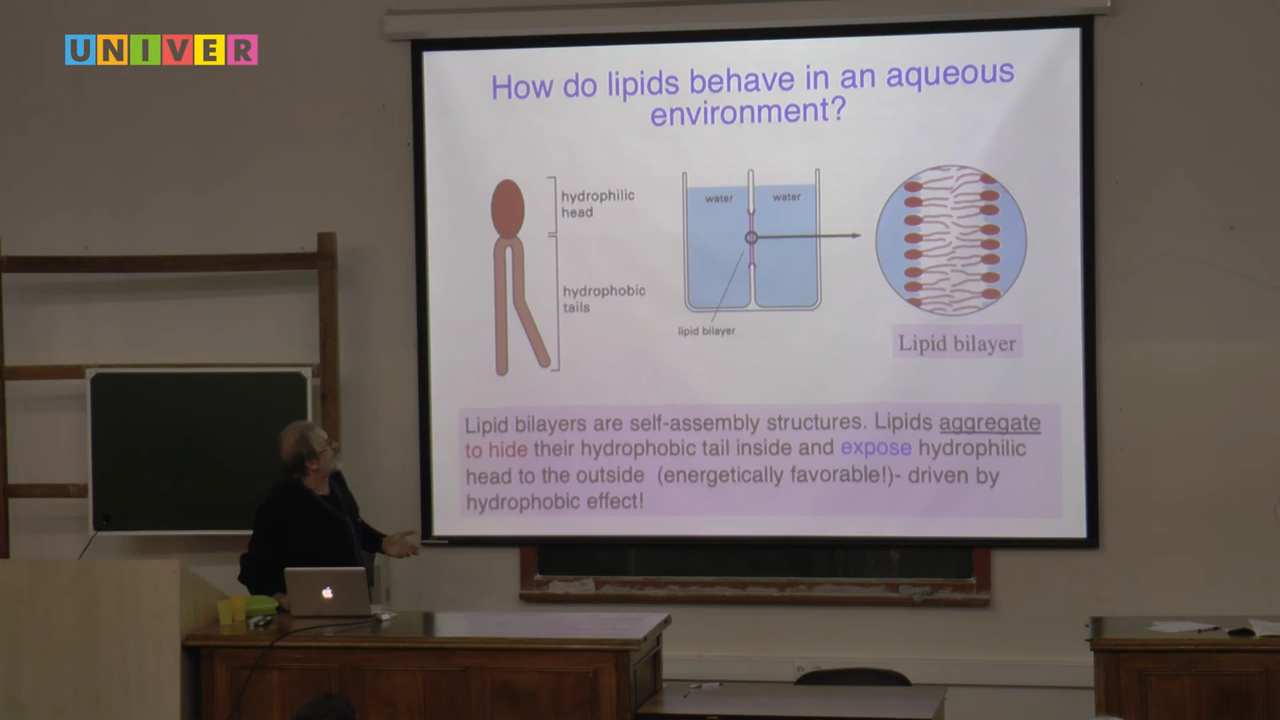 UNIVER
How do lipids behave in an aqueous
environment?
hydrophilic
head
hydrophobic
tails
water
water
lipid bilayer
Lipid bilayer
Lipid bilayers are self-assembly structures. Lipids aggregate
to hide their hydrophobic tail inside and expose hydrophilic
head to the outside (energetically favorable!)- driven by
hydrophobic effect!